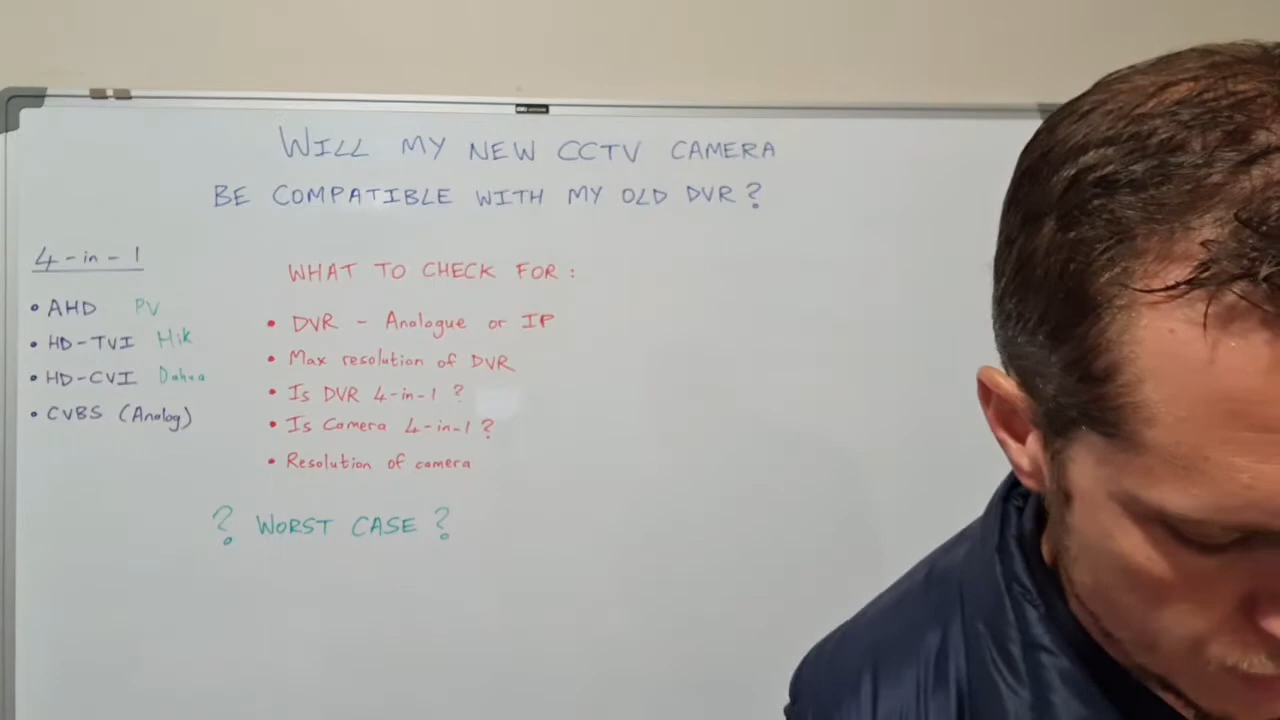 WILL MY NEW CCTV CAMERA
BE COMPATIBLE WITH MY OLD DVR?
4-in-1
• AHD PV
• HD-TVI Hik
• HD-CVI Dahua
• CVBS (Analog)
WHAT TO CHECK FOR:
• DVR - Analogue or IP
• Max resolution of DVR
• Is DVR 4-in-1?
• Is Camera 4-in-1?
• Resolution of camera
? WORST CASE?